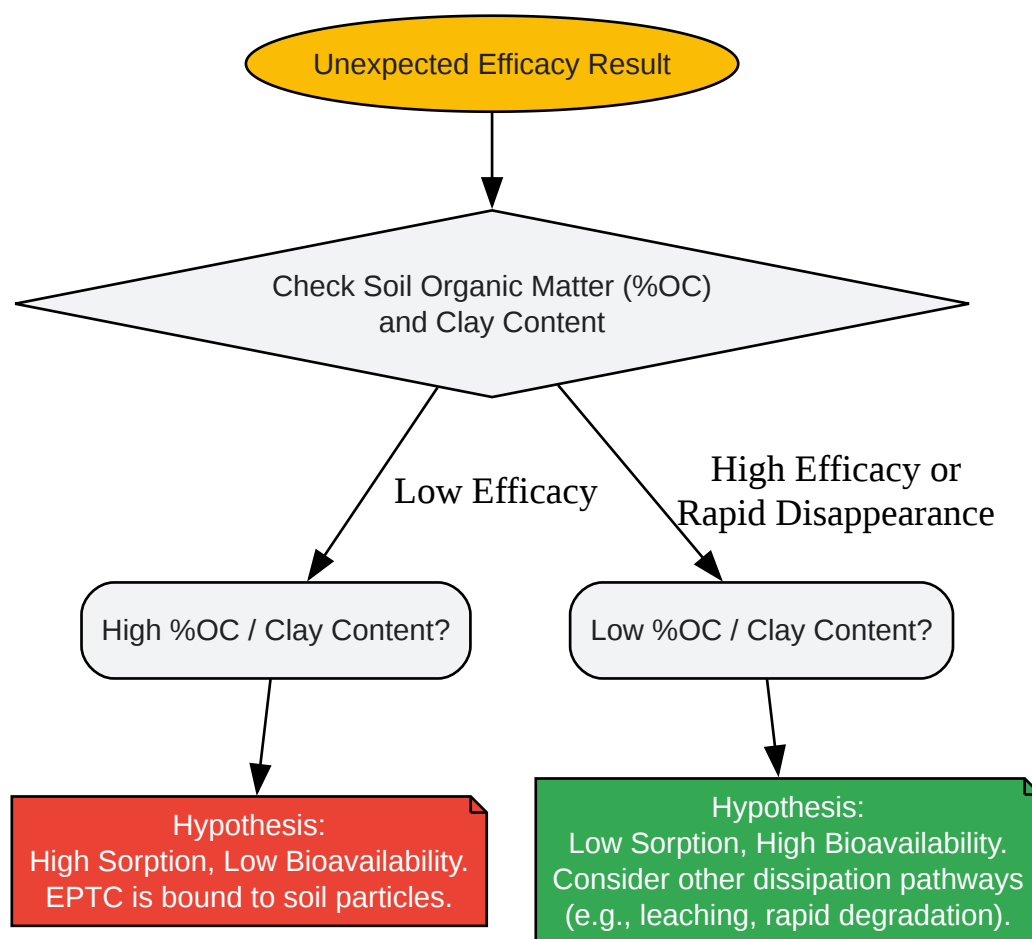 Unexpected Efficacy Result
Check Soil Organic Matter (%OC)
and Clay Content
Low Efficacy
High Efficacy or
Rapid Disappearance
High %OC / Clay Content?
Low %OC / Clay Content?
Hypothesis:
High Sorption, Low Bioavailability.
EPTC is bound to soil particles.
Hypothesis:
Low Sorption, High Bioavailability.
Consider other dissipation pathways
(e.g., leaching, rapid degradation).